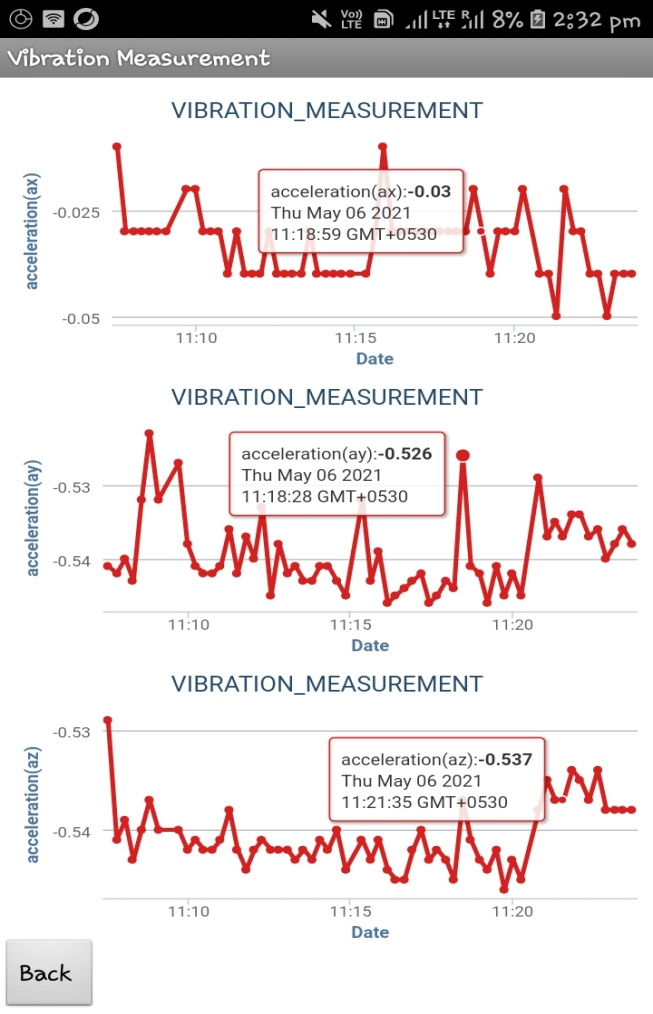 Vo)) LTE LTE R 8% 2:32 pm
Vibration Measurement
VIBRATION_MEASUREMENT
acceleration(ax)
acceleration(ax):-0.03
Thu May 06 2021
11:18:59 GMT+0530
-0.025
-0.05
11:10 11:15 11:20
Date
VIBRATION_MEASUREMENT
acceleration(ay)
acceleration(ay):-0.526
Thu May 06 2021
11:18:28 GMT+0530
-0.53
-0.54
11:10 11:15 11:20
Date
VIBRATION_MEASUREMENT
acceleration(az)
-0.53
acceleration(az):-0.537
Thu May 06 2021
11:21:35 GMT+0530
-0.54
11:10 11:15 11:20
Date
Back